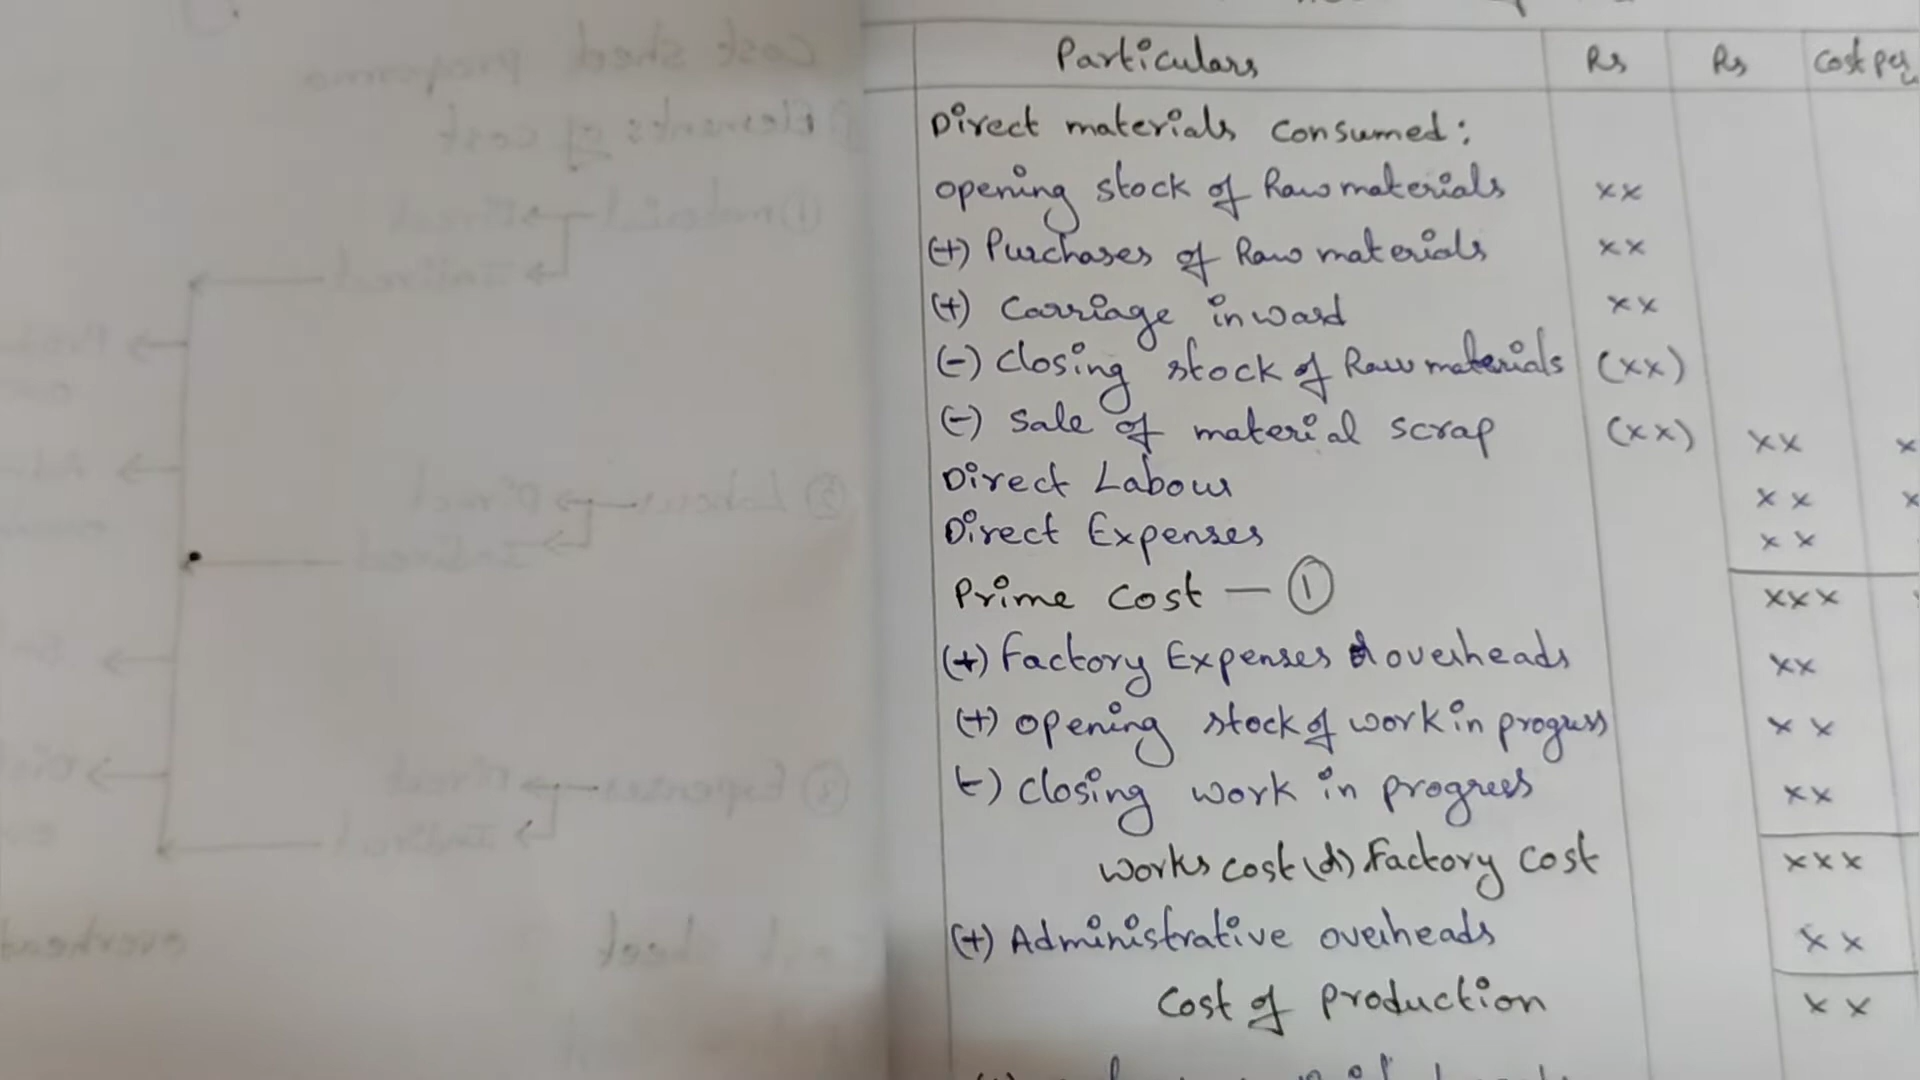 Particulars Rs Rs Cost per
Direct materials consumed:
opening stock of Raw materials xx
(+) Purchases of Raw materials xx
(+) Carriage inward xx
(-) closing stock of Raw materials (xx)
(-) Sale of material scrap (xx) xx x
Direct Labour xx x
Direct Expenses xx
Prime Cost — ①
xxx
(+) Factory Expenses & overheads xx
(+) opening stock of work in progress xx
(-) closing work in progress xx
Works cost (or) Factory cost xxx
(+) Administrative overheads xx
Cost of production xx